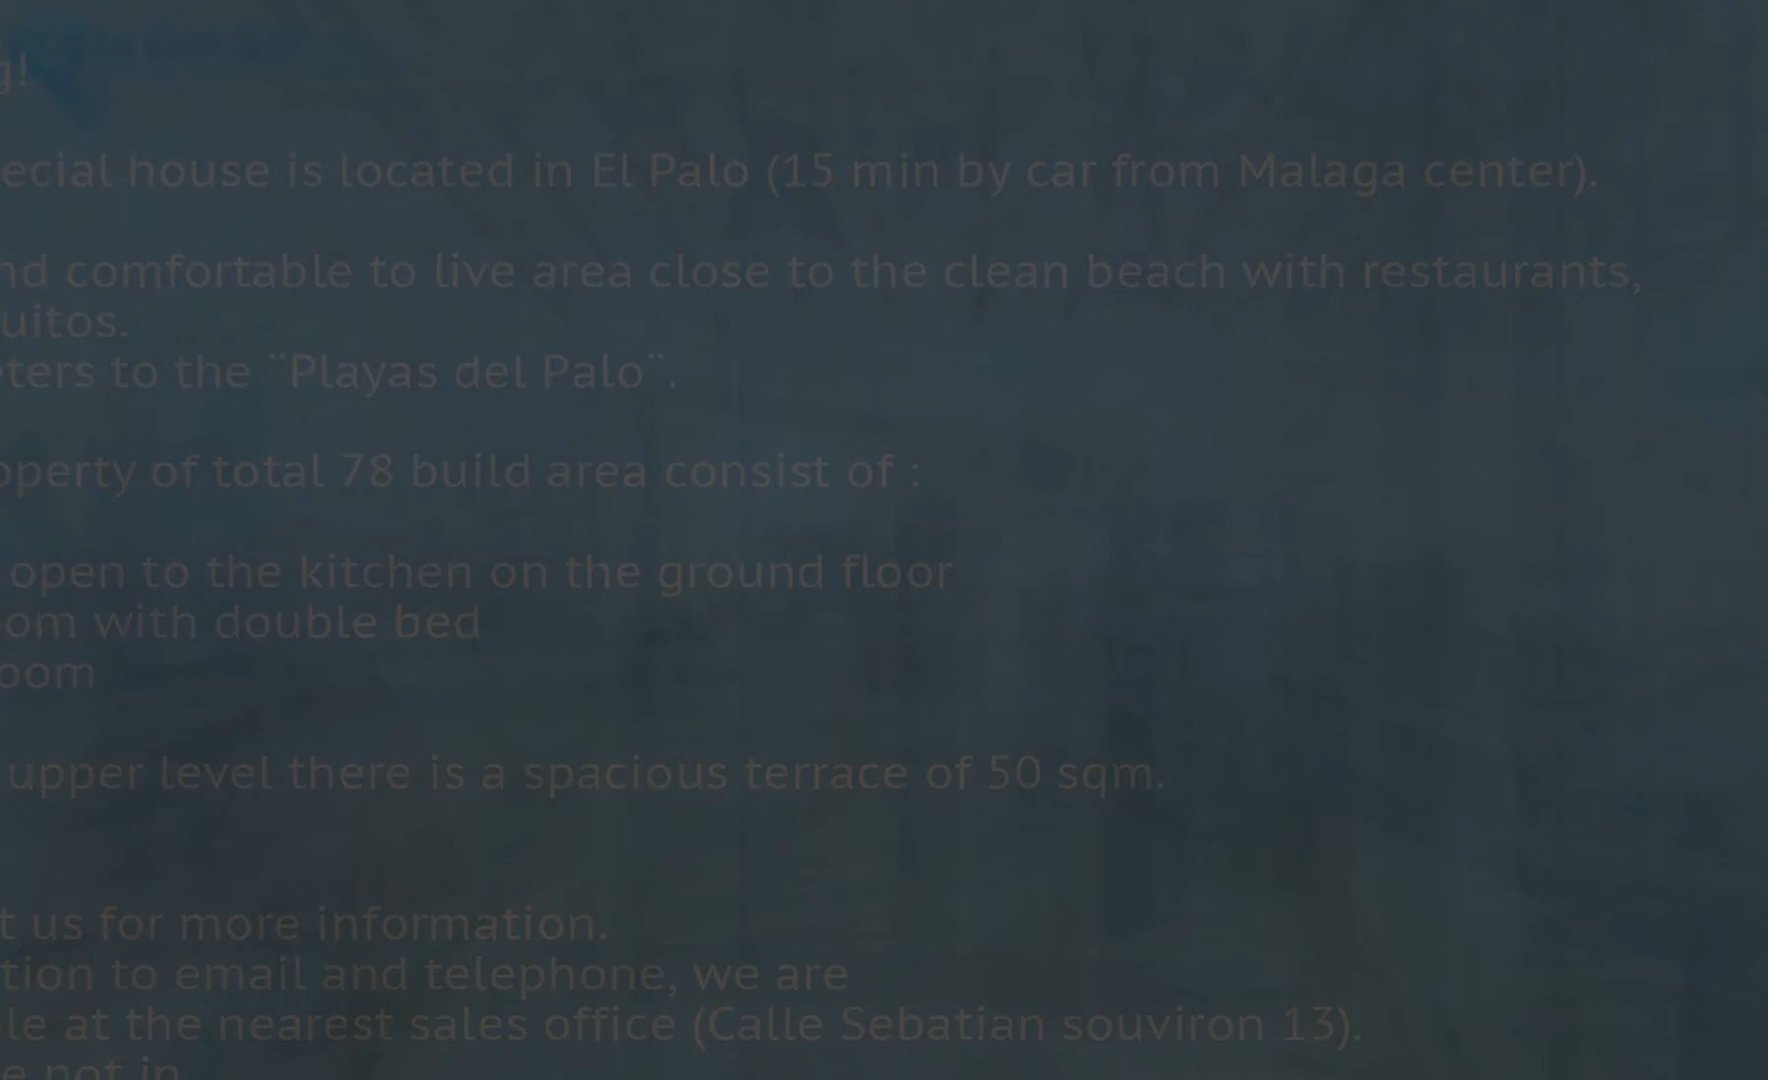 g!
ecial house is located in El Palo (15 min by car from Malaga center).
nd comfortable to live area close to the clean beach with restaurants,
uitos.
ters to the ¨Playas del Palo¨.
operty of total 78 build area consist of :
open to the kitchen on the ground floor
om with double bed
oom
upper level there is a spacious terrace of 50 sqm.
t us for more information.
tion to email and telephone, we are
le at the nearest sales office (Calle Sebatian souviron 13).
e not in